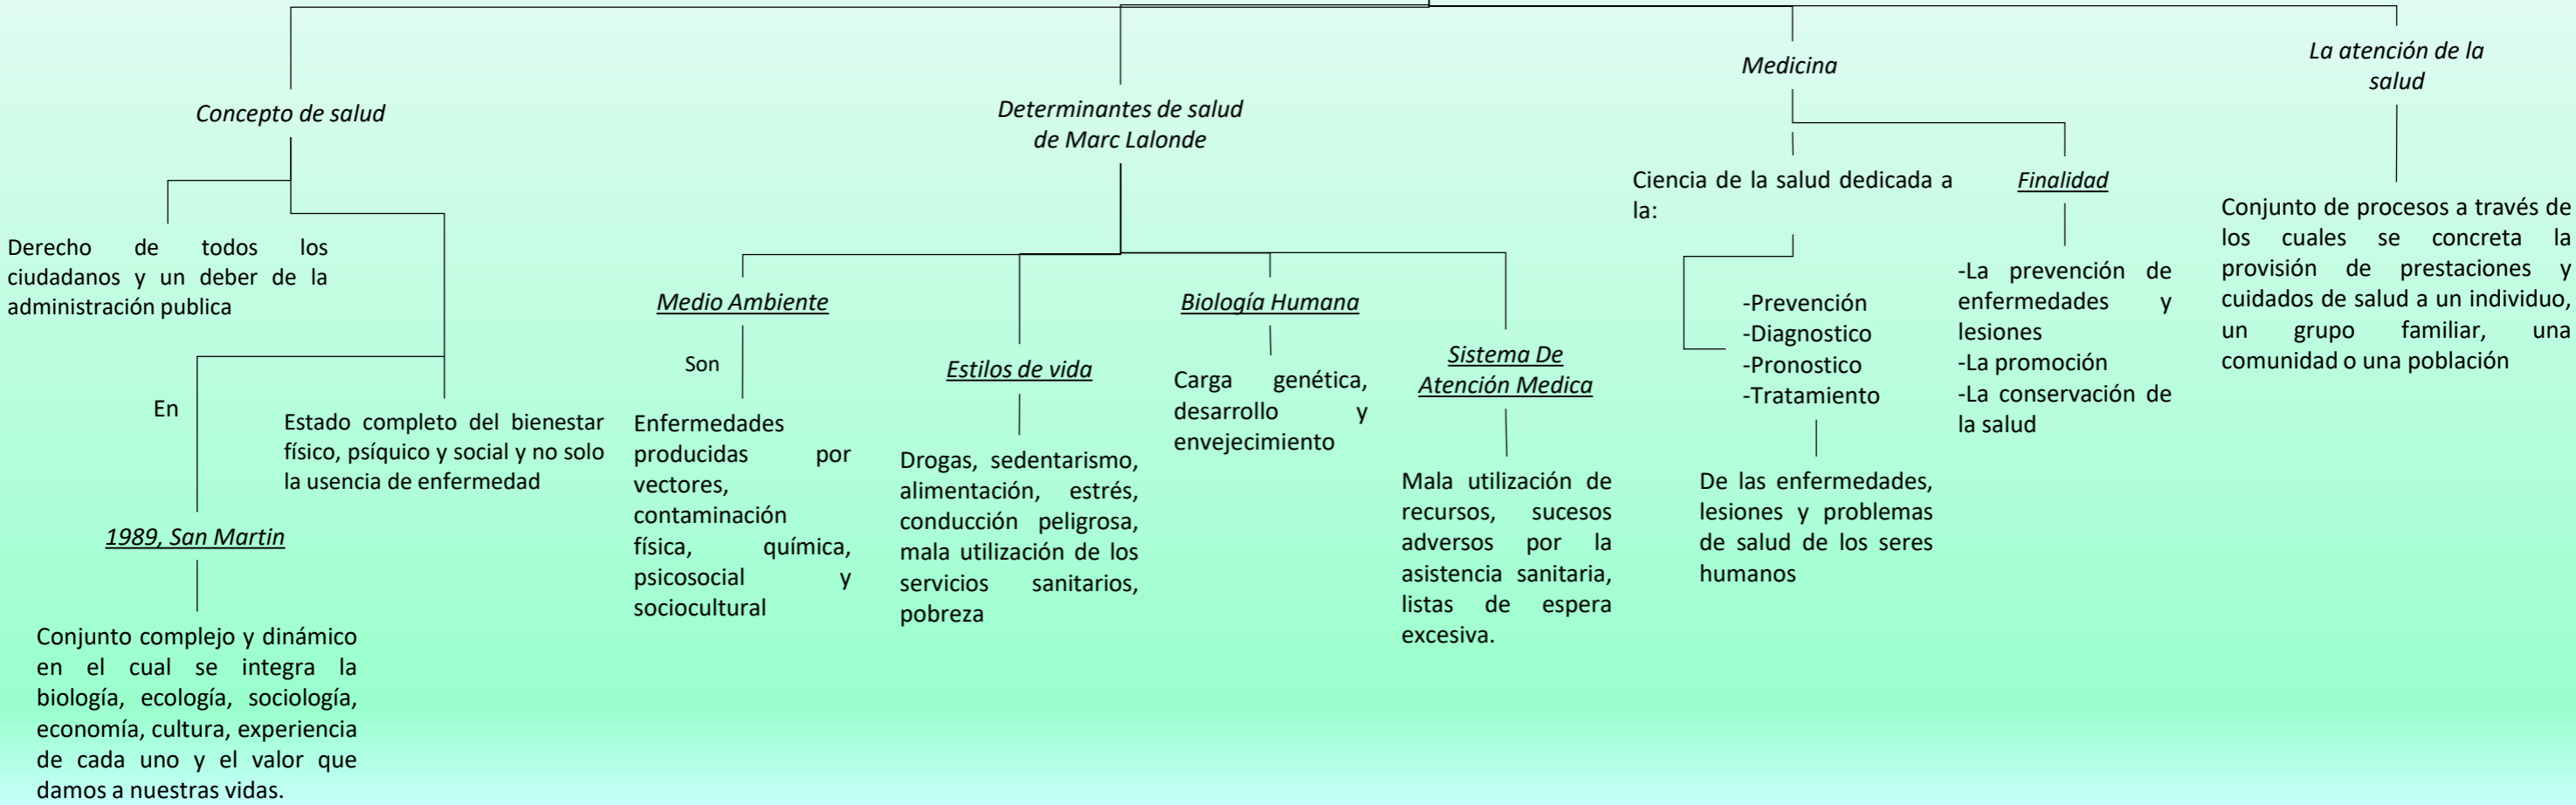 Concepto de salud
Derecho de todos los
ciudadanos y un deber de la
administración publica
Estado completo del bienestar
físico, psíquico y social y no solo
la usencia de enfermedad
En
1989, San Martin
Conjunto complejo y dinámico
en el cual se integra la
biología, ecología, sociología,
economía, cultura, experiencia
de cada uno y el valor que
damos a nuestras vidas.
Determinantes de salud
de Marc Lalonde
Medio Ambiente
Son
Enfermedades
producidas por
vectores,
contaminación
física, química,
psicosocial y
sociocultural
Estilos de vida
Drogas, sedentarismo,
alimentación, estrés,
conducción peligrosa,
mala utilización de los
servicios sanitarios,
pobreza
Biología Humana
Carga genética,
desarrollo y
envejecimiento
Sistema De
Atención Medica
Mala utilización de
recursos, sucesos
adversos por la
asistencia sanitaria,
listas de espera
excesiva.
Medicina
Ciencia de la salud dedicada a
la:
-Prevención
-Diagnostico
-Pronostico
-Tratamiento
De las enfermedades,
lesiones y problemas
de salud de los seres
humanos
Finalidad
-La prevención de
enfermedades y
lesiones
-La promoción
-La conservación de
la salud
La atención de la
salud
Conjunto de procesos a través de
los cuales se concreta la
provisión de prestaciones y
cuidados de salud a un individuo,
un grupo familiar, una
comunidad o una población